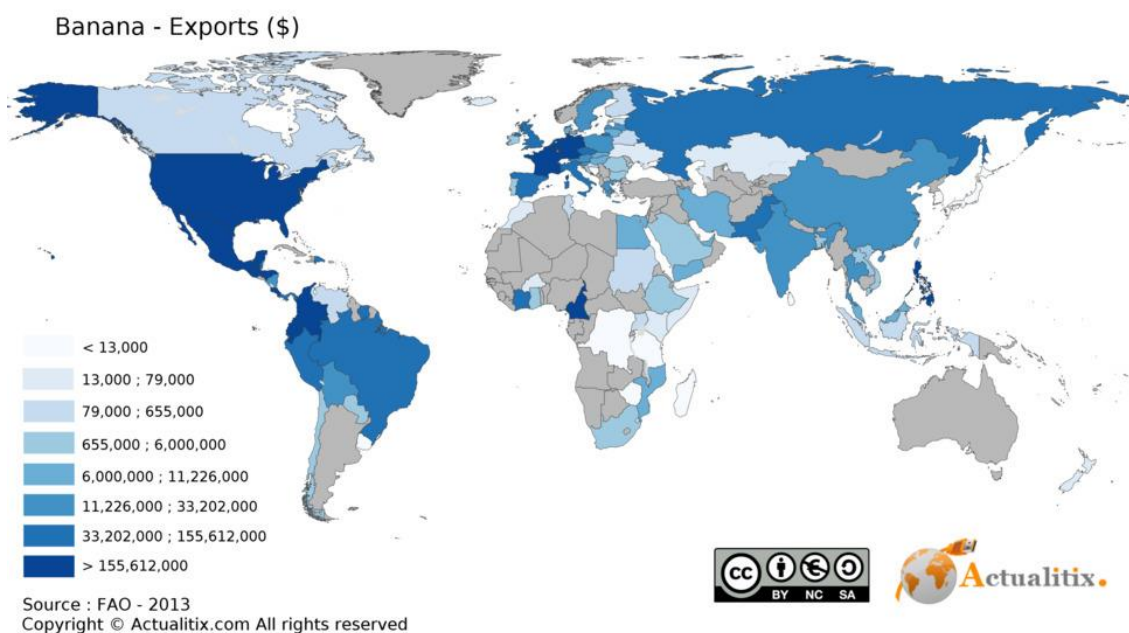 Banana - Exports ($)
< 13,000
13,000 ; 79,000
79,000 ; 655,000
655,000 ; 6,000,000
6,000,000 ; 11,226,000
11,226,000 ; 33,202,000
33,202,000 ; 155,612,000
> 155,612,000
cc
BY NC SA
Actualitix.
Source : FAO - 2013
Copyright © Actualitix.com All rights reserved